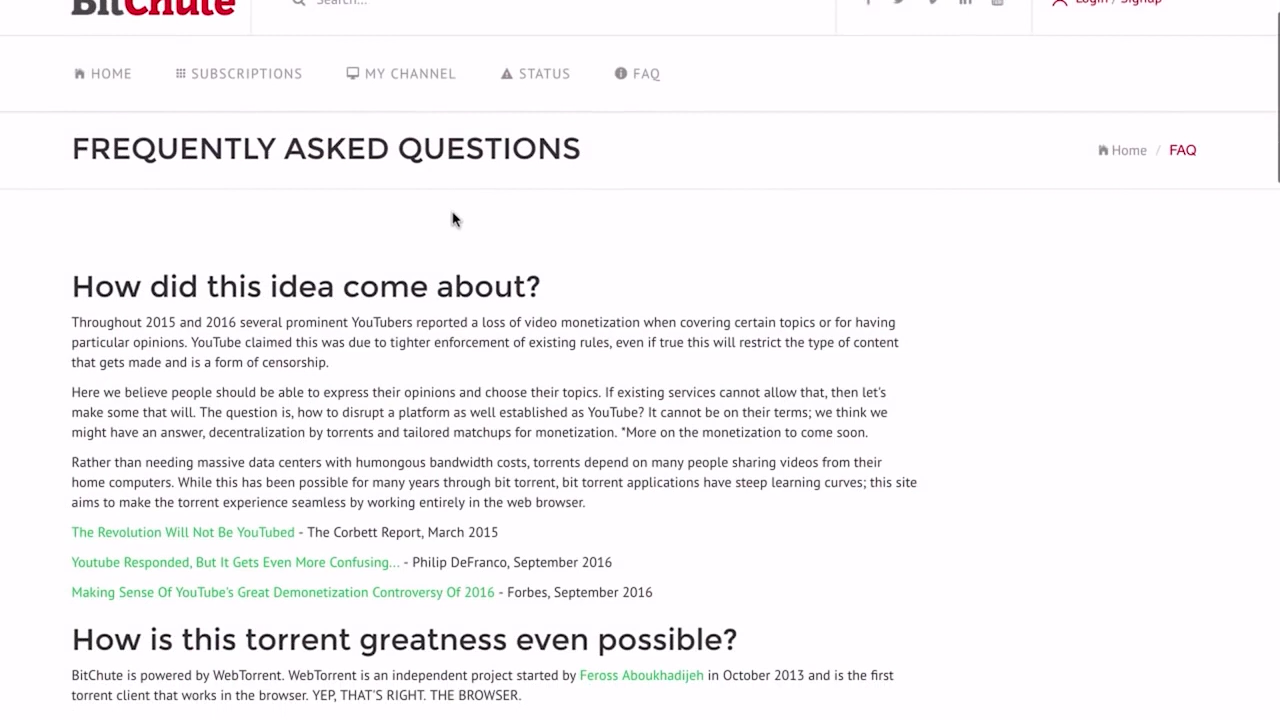 BitChute
Search...
Login / Signup
HOME SUBSCRIPTIONS MY CHANNEL STATUS FAQ
FREQUENTLY ASKED QUESTIONS
Home / FAQ
How did this idea come about?
Throughout 2015 and 2016 several prominent YouTubers reported a loss of video monetization when covering certain topics or for having
particular opinions. YouTube claimed this was due to tighter enforcement of existing rules, even if true this will restrict the type of content
that gets made and is a form of censorship.
Here we believe people should be able to express their opinions and choose their topics. If existing services cannot allow that, then let's
make some that will. The question is, how to disrupt a platform as well established as YouTube? It cannot be on their terms; we think we
might have an answer, decentralization by torrents and tailored matchups for monetization. *More on the monetization to come soon.
Rather than needing massive data centers with humongous bandwidth costs, torrents depend on many people sharing videos from their
home computers. While this has been possible for many years through bit torrent, bit torrent applications have steep learning curves; this site
aims to make the torrent experience seamless by working entirely in the web browser.
The Revolution Will Not Be YouTubed - The Corbett Report, March 2015
Youtube Responded, But It Gets Even More Confusing... - Philip DeFranco, September 2016
Making Sense Of YouTube's Great Demonetization Controversy Of 2016 - Forbes, September 2016
How is this torrent greatness even possible?
BitChute is powered by WebTorrent. WebTorrent is an independent project started by Feross Aboukhadijeh in October 2013 and is the first
torrent client that works in the browser. YEP, THAT'S RIGHT. THE BROWSER.